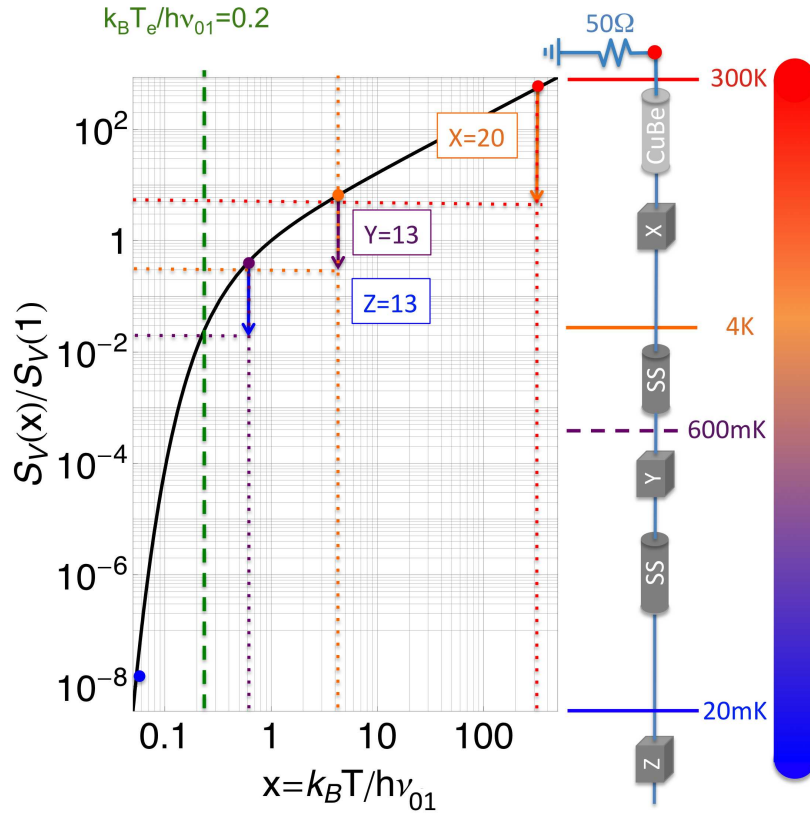 k_BT_e/hν_01=0.2
50Ω
300K
10^2
X=20
CuBe
1
Y=13
X
Z=13
4K
10^-2
SS
600mK
S_V(x)/S_V(1)
10^-4
Y
10^-6
SS
10^-8
20mK
0.1 1 10 100
Z
x=k_BT/hν_01